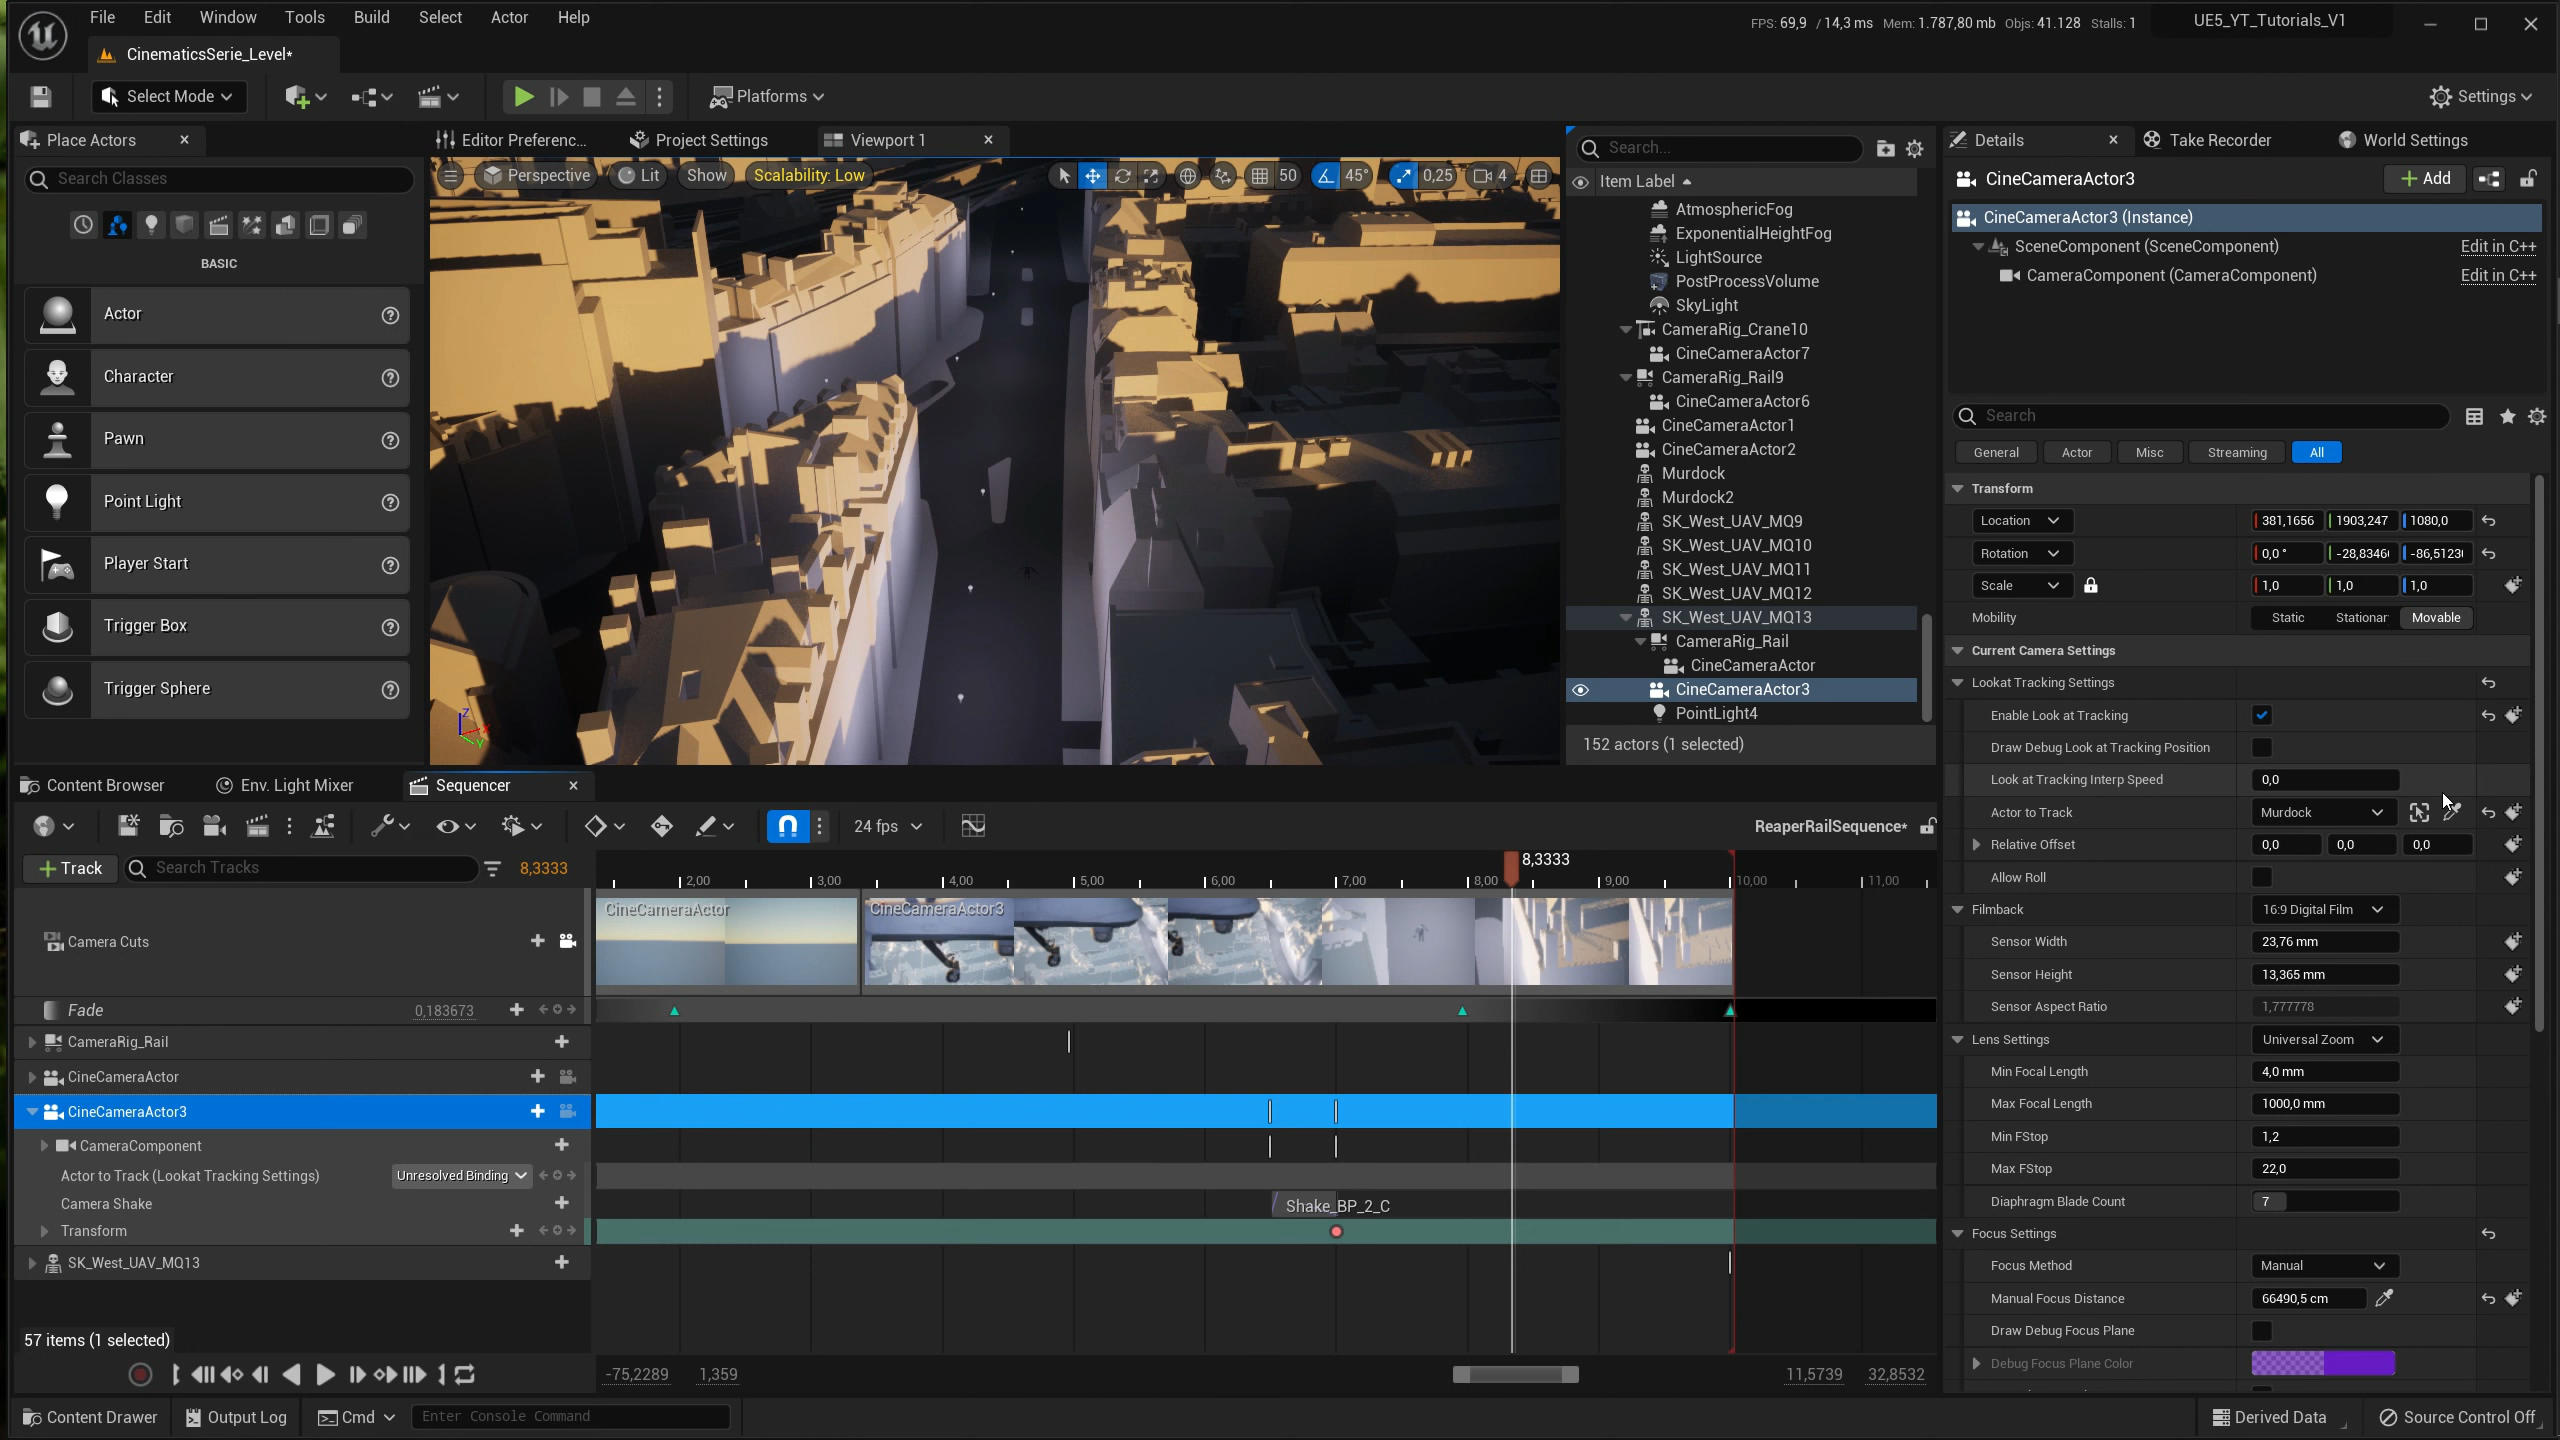 File Edit Window Tools Build Select Actor Help
FPS: 69,9 / 14,3 ms Mem: 1.787,80 mb Objs: 41.128 Stalls: 1
UE5_YT_Tutorials_V1
CinematicsSerie_Level*
Select Mode
Platforms
Settings
Place Actors
Search Classes
BASIC
Actor
Character
Pawn
Point Light
Player Start
Trigger Box
Trigger Sphere
Editor Preferenc...
Project Settings
Viewport 1
Perspective Lit Show Scalability: Low
50 45° 0,25 4
Search...
Item Label
AtmosphericFog
ExponentialHeightFog
LightSource
PostProcessVolume
SkyLight
CameraRig_Crane10
CineCameraActor7
CameraRig_Rail9
CineCameraActor6
CineCameraActor1
CineCameraActor2
Murdock
Murdock2
SK_West_UAV_MQ9
SK_West_UAV_MQ10
SK_West_UAV_MQ11
SK_West_UAV_MQ12
SK_West_UAV_MQ13
CameraRig_Rail
CineCameraActor
CineCameraActor3
PointLight4
152 actors (1 selected)
Details
Take Recorder
World Settings
CineCameraActor3
Add
CineCameraActor3 (Instance)
SceneComponent (SceneComponent) Edit in C++
CameraComponent (CameraComponent) Edit in C++
Search
General Actor Misc Streaming All
Transform
Location 381,1656 1903,247 1080,0
Rotation 0,0 ° -28,8346 -86,5123
Scale 1,0 1,0 1,0
Mobility Static Stationar Movable
Current Camera Settings
Lookat Tracking Settings
Enable Look at Tracking
Draw Debug Look at Tracking Position
Look at Tracking Interp Speed 0,0
Actor to Track Murdock
Relative Offset 0,0 0,0 0,0
Allow Roll
Filmback 16:9 Digital Film
Sensor Width 23,76 mm
Sensor Height 13,365 mm
Sensor Aspect Ratio 1,777778
Lens Settings Universal Zoom
Min Focal Length 4,0 mm
Max Focal Length 1000,0 mm
Min FStop 1,2
Max FStop 22,0
Diaphragm Blade Count 7
Focus Settings
Focus Method Manual
Manual Focus Distance 66490,5 cm
Draw Debug Focus Plane
Debug Focus Plane Color
Content Browser
Env. Light Mixer
Sequencer
24 fps
ReaperRailSequence*
Track
Search Tracks
8,3333
8,3333
2,00 3,00 4,00 5,00 6,00 7,00 8,00 9,00 10,00 11,00
Camera Cuts
CineCameraActor
CineCameraActor3
Fade 0,183673
CameraRig_Rail
CineCameraActor
CineCameraActor3
CameraComponent
Actor to Track (Lookat Tracking Settings) Unresolved Binding
Camera Shake
Shake_BP_2_C
Transform
SK_West_UAV_MQ13
57 items (1 selected)
-75,2289 1,359
11,5739 32,8532
Content Drawer
Output Log
Cmd
Enter Console Command
Derived Data
Source Control Off